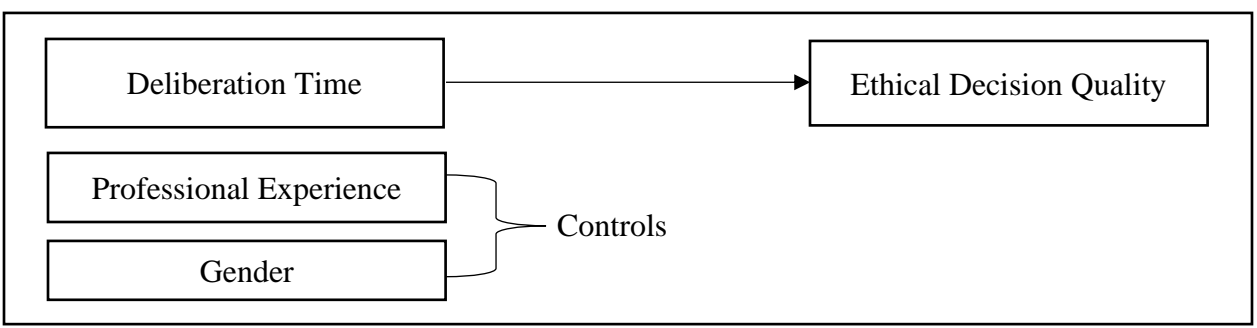 Deliberation Time
Ethical Decision Quality
Professional Experience
Controls
Gender